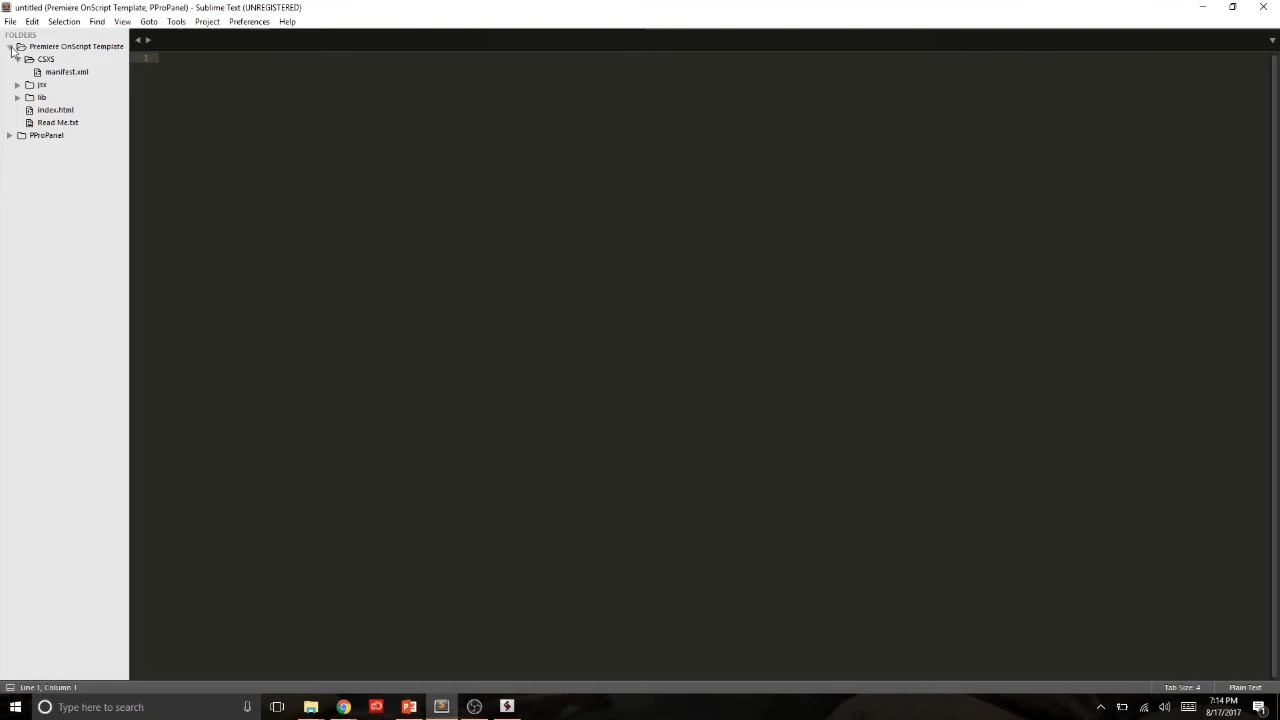 untitled (Premiere OnScript Template, PProPanel) - Sublime Text (UNREGISTERED)
File Edit Selection Find View Goto Tools Project Preferences Help
FOLDERS
Premiere OnScript Template
CSXS
manifest.xml
jsx
lib
index.html
Read Me.txt
PProPanel
1
Line 1, Column 1
Tab Size: 4
Plain Text
Type here to search
7:14 PM
8/17/2017
1